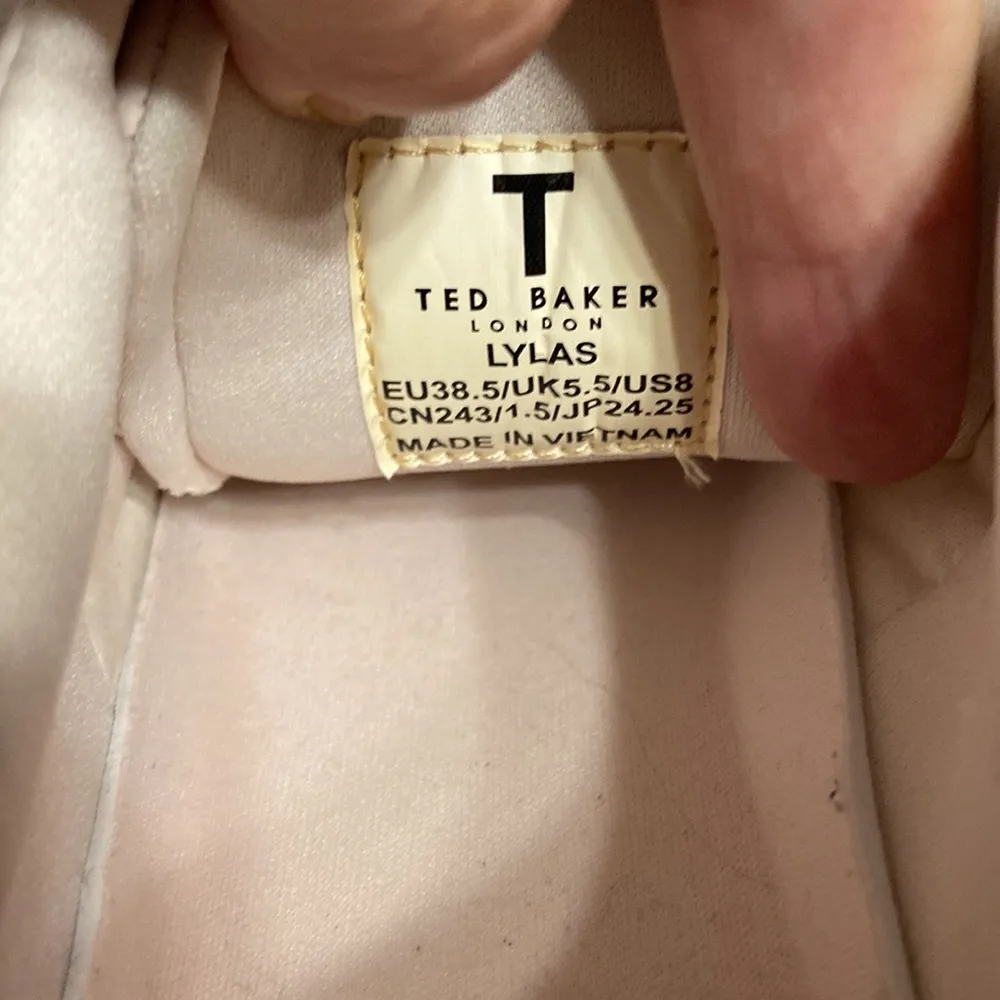 T
TED BAKER
LONDON
LYLAS
EU38.5/UK5.5/US8
CN243/1.5/JP24.25
MADE IN VIETNAM